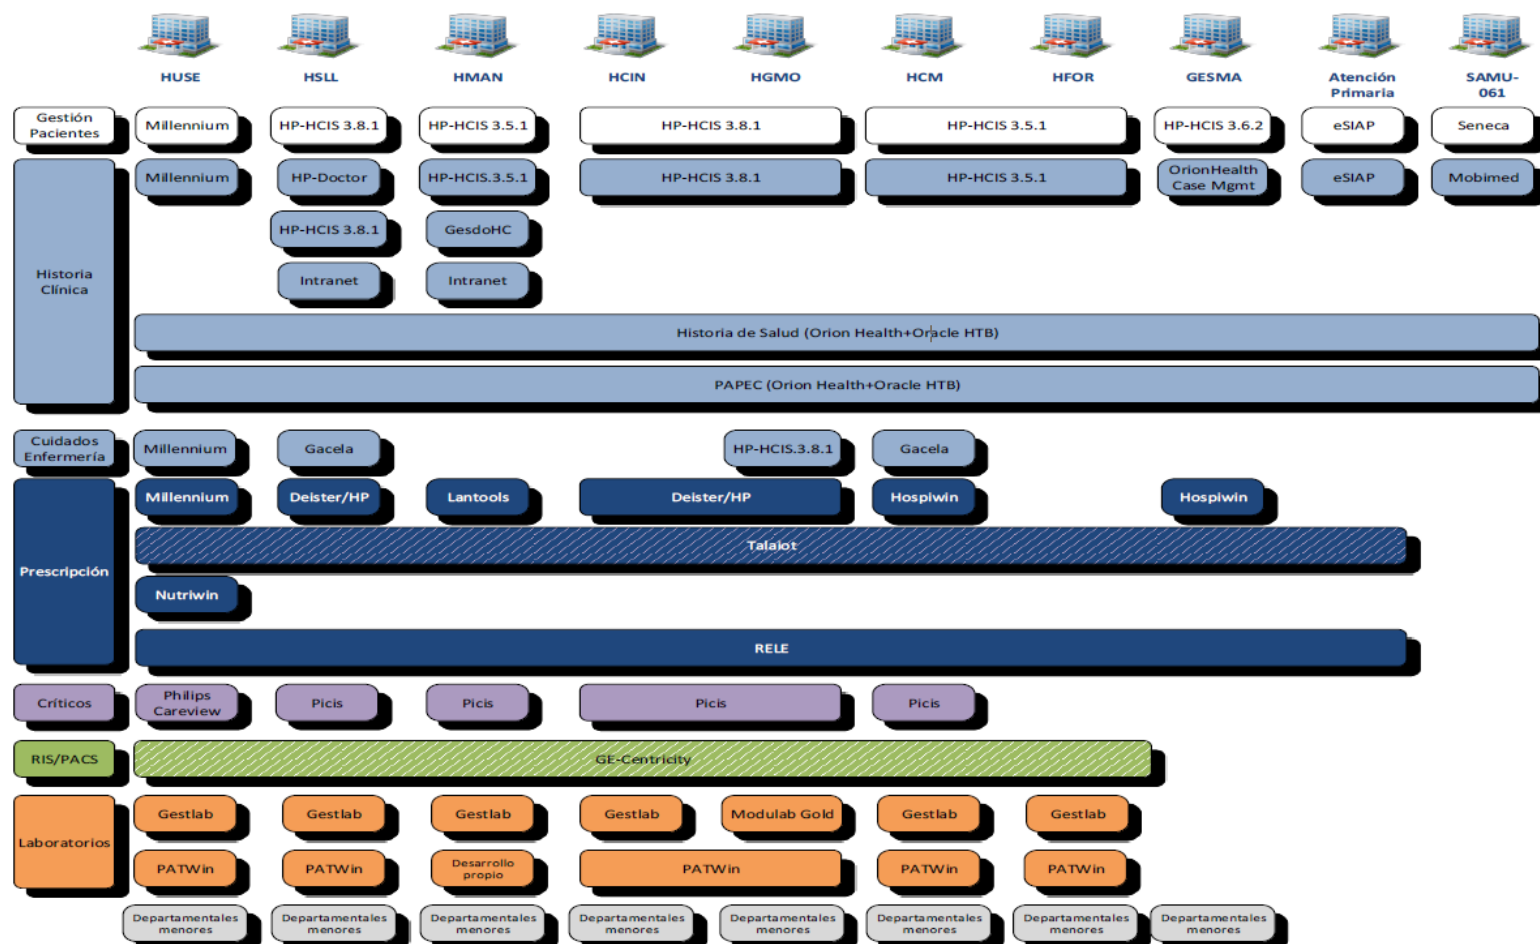 HUSE
HSLL
HMAN
HCIN
HGMO
HCM
HFOR
GESMA
Atención
Primaria
SAMU-
061
Gestión
Pacientes
Millennium
HP-HCIS 3.8.1
HP-HCIS 3.5.1
HP-HCIS 3.8.1
HP-HCIS 3.5.1
HP-HCIS 3.6.2
eSIAP
Seneca
Historia
Clínica
Millennium
HP-Doctor
HP-HCIS.3.5.1
HP-HCIS 3.8.1
HP-HCIS 3.5.1
OrionHealth
Case Mgmt
eSIAP
Mobimed
HP-HCIS 3.8.1
GesdoHC
Intranet
Intranet
Historia de Salud (Orion Health+Oracle HTB)
PAPEC (Orion Health+Oracle HTB)
Cuidados
Enfermería
Millennium
Gacela
HP-HCIS.3.8.1
Gacela
Prescripción
Millennium
Deister/HP
Lantools
Deister/HP
Hospiwin
Hospiwin
Talaiot
Nutriwin
RELE
Críticos
Philips
Careview
Picis
Picis
Picis
Picis
RIS/PACS
GE-Centricity
Laboratorios
Gestlab
Gestlab
Gestlab
Gestlab
Modulab Gold
Gestlab
Gestlab
PATWin
PATWin
Desarrollo
propio
PATWin
PATWin
PATWin
Departamentales
menores
Departamentales
menores
Departamentales
menores
Departamentales
menores
Departamentales
menores
Departamentales
menores
Departamentales
menores
Departamentales
menores